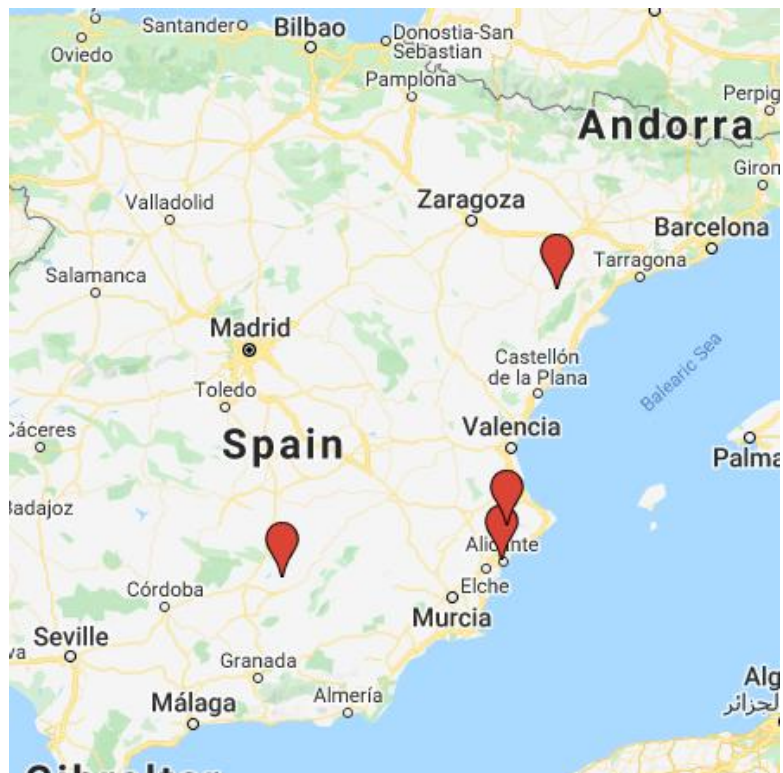 Santander
Bilbao
Donostia-San
Sebastian
Oviedo
Pamplona
Perpig
Andorra
Giron
Valladolid
Zaragoza
Barcelona
Tarragona
Salamanca
Madrid
Castellón
de la Plana
Balearic Sea
Toledo
Cáceres
Spain
Valencia
Palma
Badajoz
Alicante
Elche
Córdoba
Murcia
Seville
va
Granada
Alg
الجزائر
Almería
Málaga
Gibraltar